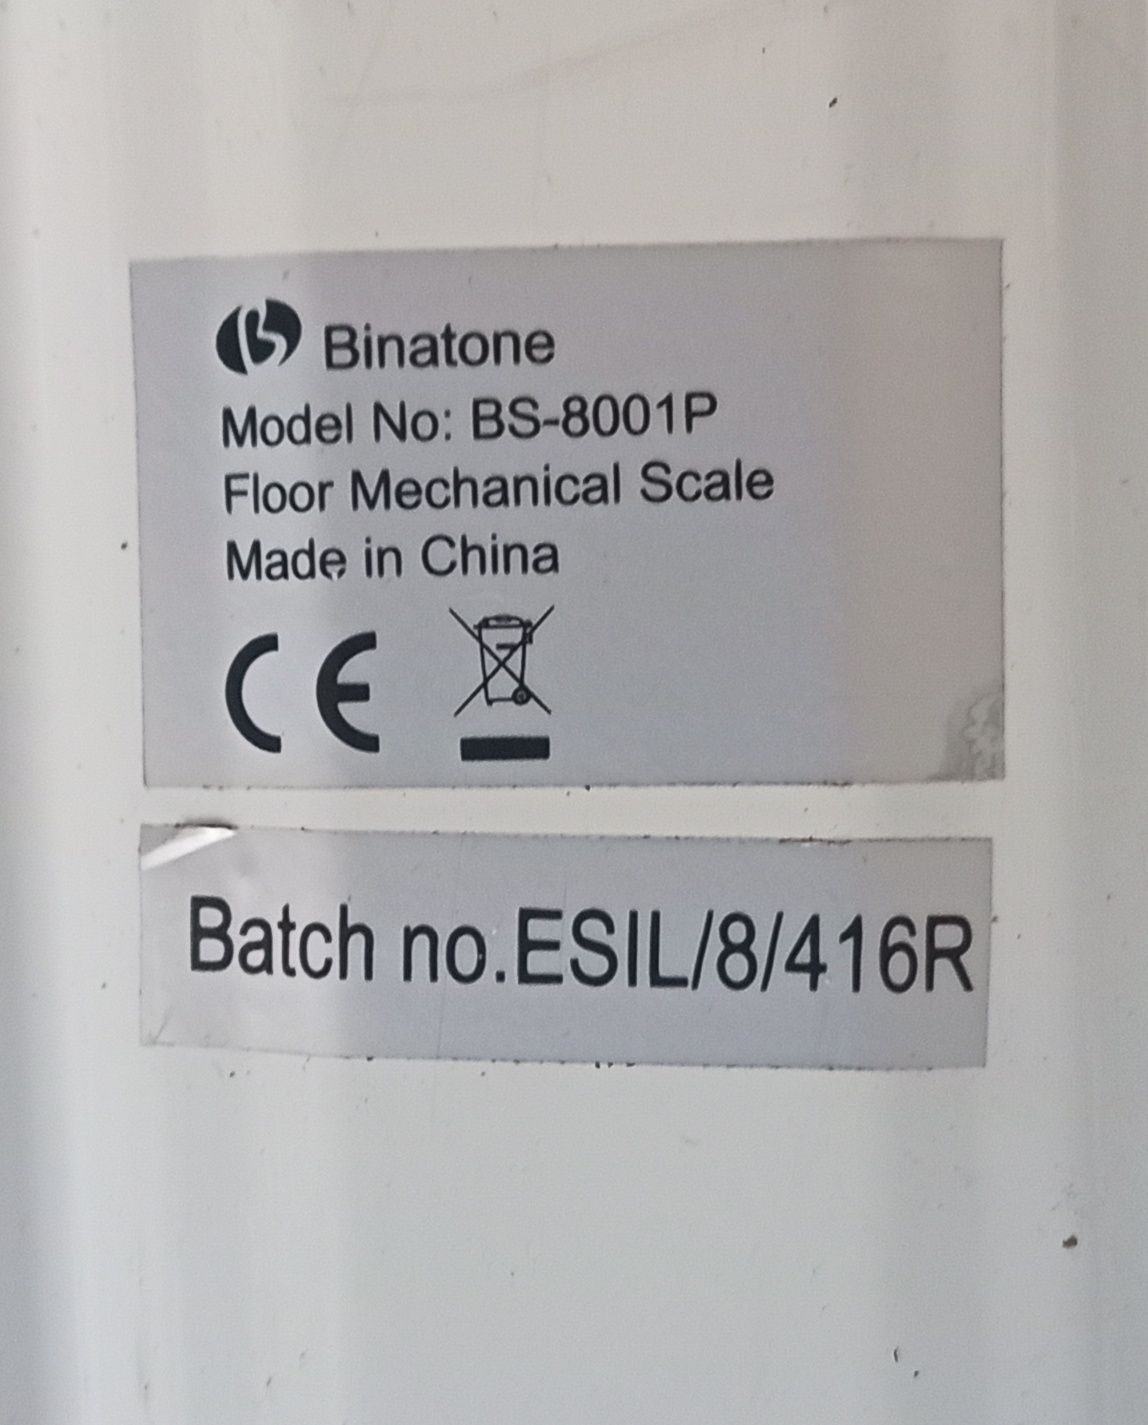 Binatone
Model No: BS-8001P
Floor Mechanical Scale
Made in China
CE
Batch no.ESIL/8/416R